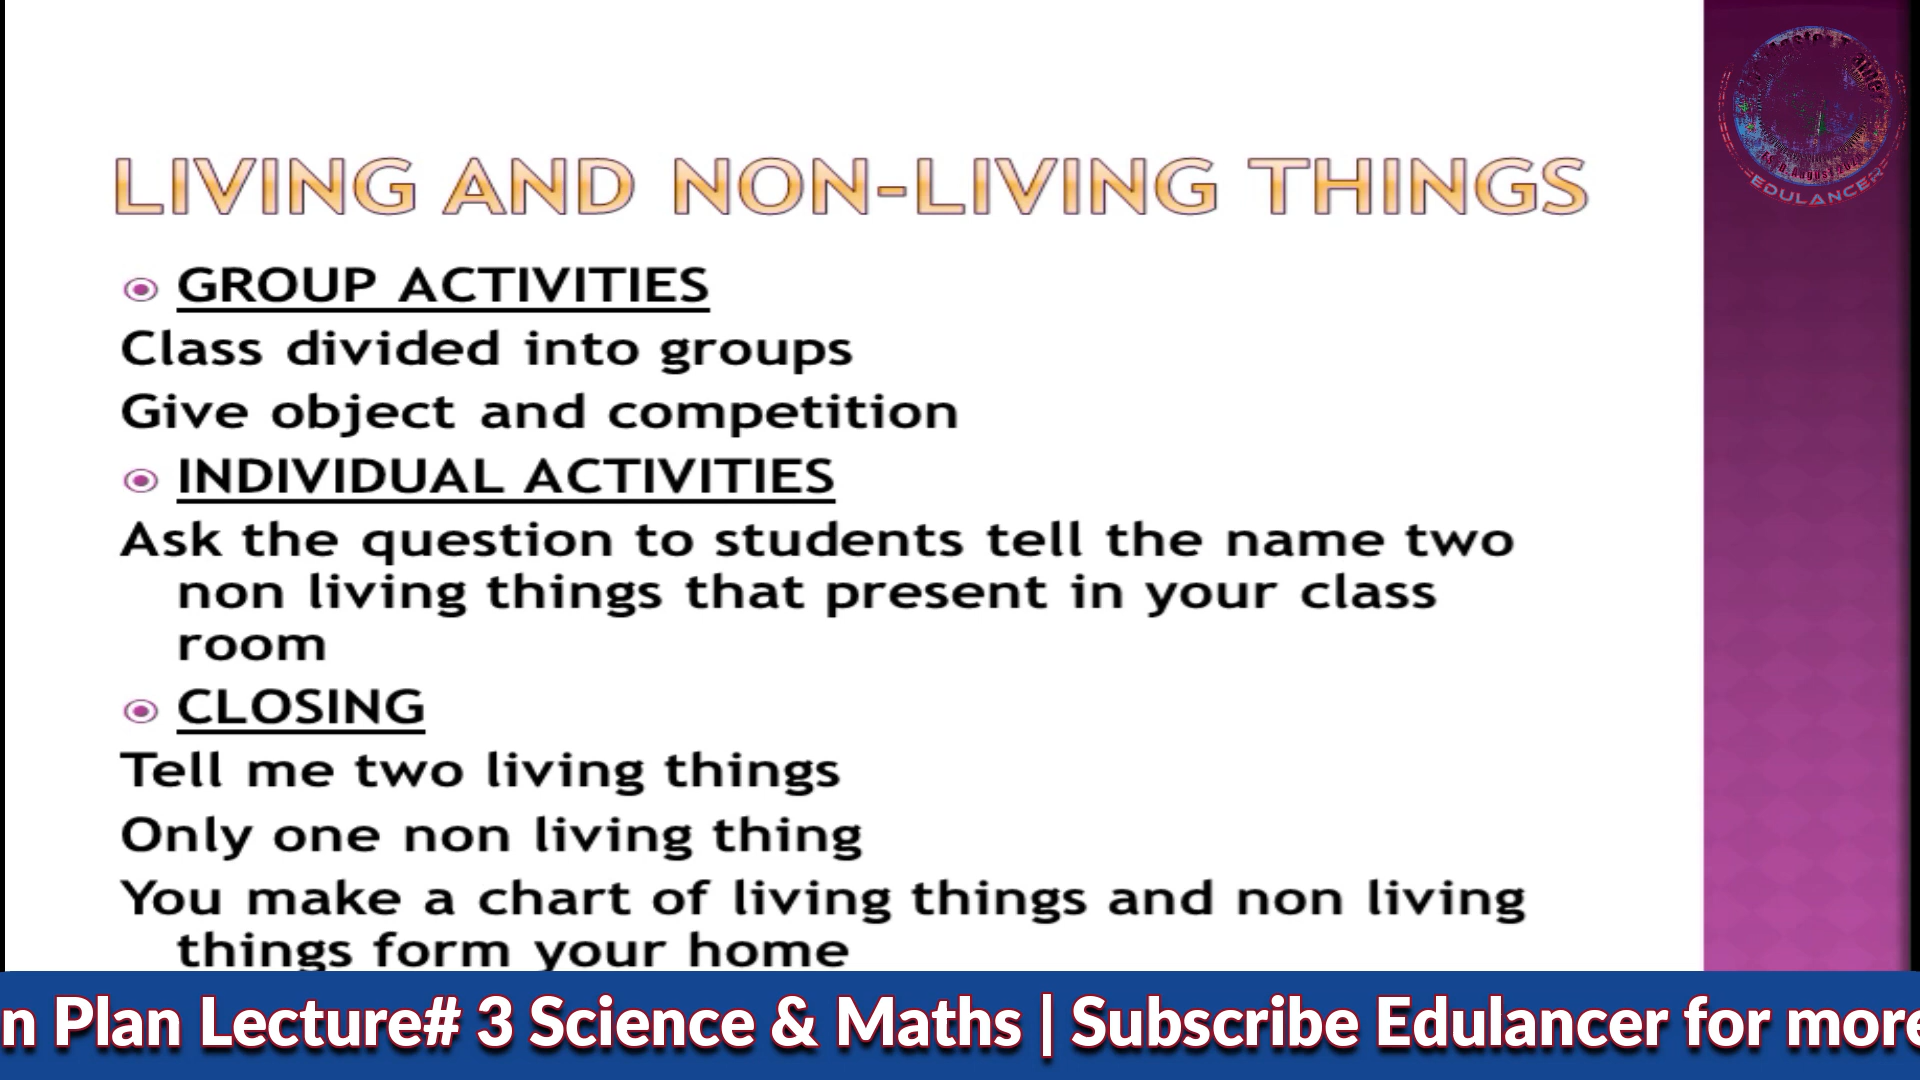 EDULANCER
LIVING AND NON-LIVING THINGS
GROUP ACTIVITIES
Class divided into groups
Give object and competition
INDIVIDUAL ACTIVITIES
Ask the question to students tell the name two
non living things that present in your class
room
CLOSING
Tell me two living things
Only one non living thing
You make a chart of living things and non living
things form your home
n Plan Lecture# 3 Science & Maths | Subscribe Edulancer for more